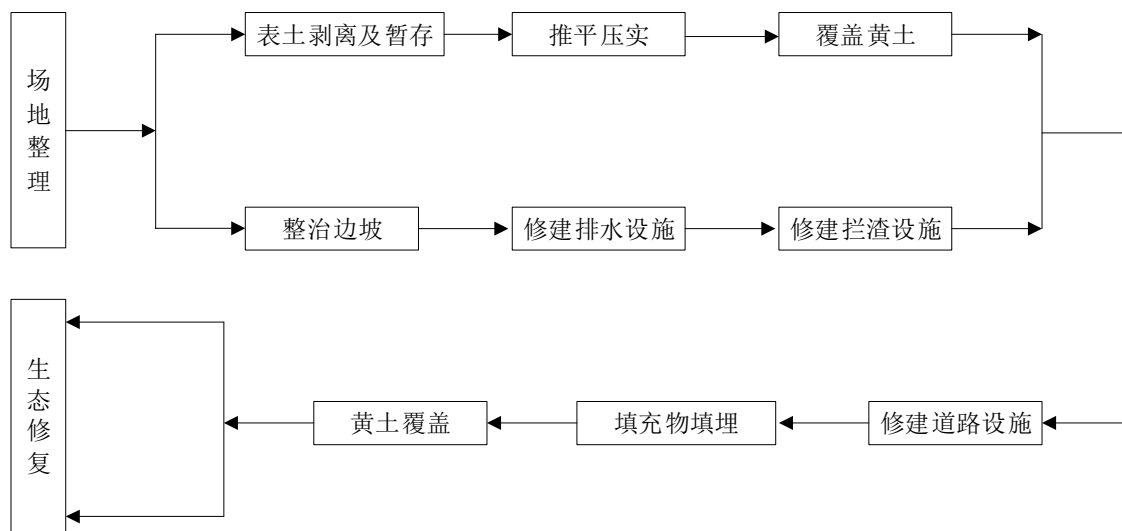 场地整理
表土剥离及暂存
推平压实
覆盖黄土
整治边坡
修建排水设施
修建拦渣设施
生态修复
黄土覆盖
填充物填埋
修建道路设施